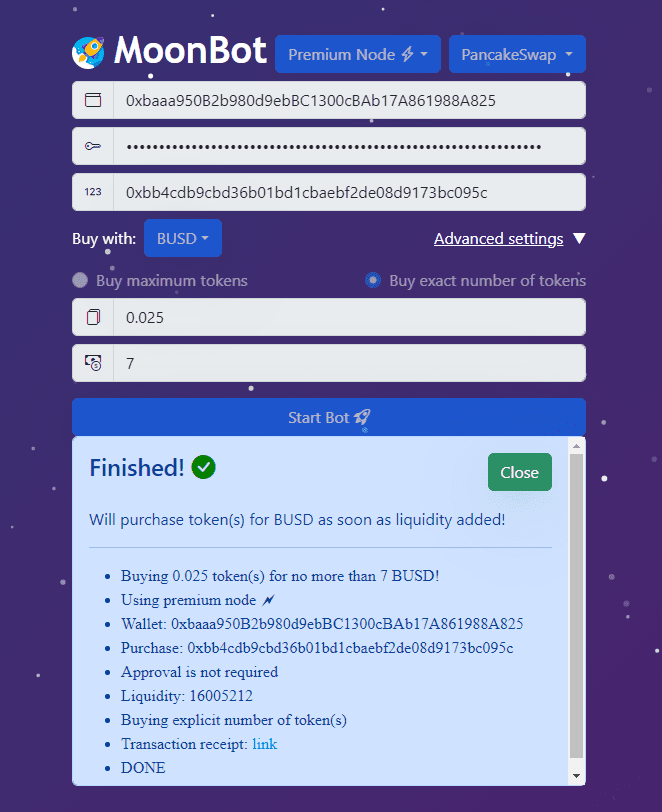 MoonBot Premium Node PancakeSwap
0xbaaa950B2b980d9ebBC1300cBAb17A861988A825
••••••••••••••••••••••••••••••••••••••••••••••••••••••••••••••••
123 0xbb4cdb9cbd36b01bd1cbaebf2de08d9173bc095c
Buy with: BUSD Advanced settings ▼
Buy maximum tokens Buy exact number of tokens
0.025
7
Start Bot
Finished! Close
Will purchase token(s) for BUSD as soon as liquidity added!
• Buying 0.025 token(s) for no more than 7 BUSD!
• Using premium node
• Wallet: 0xbaaa950B2b980d9ebBC1300cBAb17A861988A825
• Purchase: 0xbb4cdb9cbd36b01bd1cbaebf2de08d9173bc095c
• Approval is not required
• Liquidity: 16005212
• Buying explicit number of token(s)
• Transaction receipt: link
• DONE